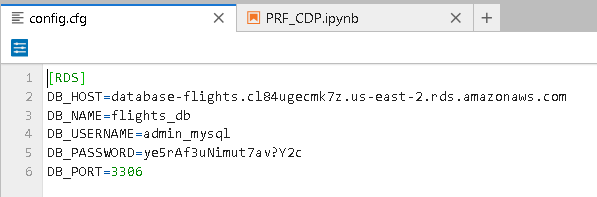 config.cfg
PRF_CDP.ipynb
1 [RDS]
2 DB_HOST=database-flights.cl84ugecmk7z.us-east-2.rds.amazonaws.com
3 DB_NAME=flights_db
4 DB_USERNAME=admin_mysql
5 DB_PASSWORD=ye5rAf3uNimut7av?Y2c
6 DB_PORT=3306